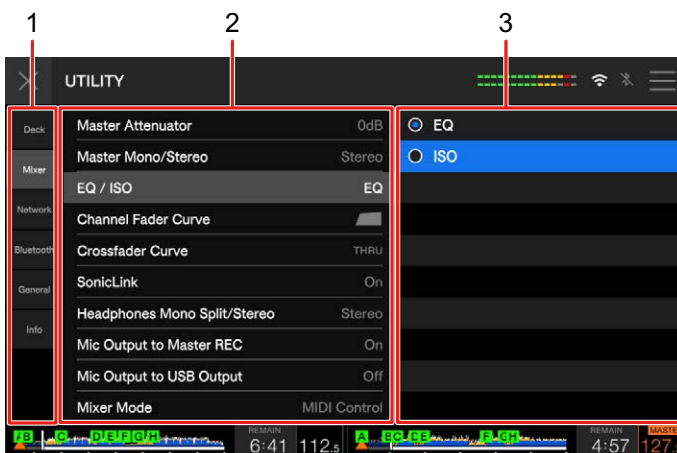 1 2 3
UTILITY
Deck
Mixer
Network
Bluetooth
General
Info
Master Attenuator 0dB
Master Mono/Stereo Stereo
EQ / ISO EQ
Channel Fader Curve
Crossfader Curve THRU
SonicLink On
Headphones Mono Split/Stereo Stereo
Mic Output to Master REC On
Mic Output to USB Output Off
Mixer Mode MIDI Control
EQ
ISO
A B C D E F G H REMAIN 6:41 112.5
A B C D E F G H REMAIN 4:57 MASTER 127.